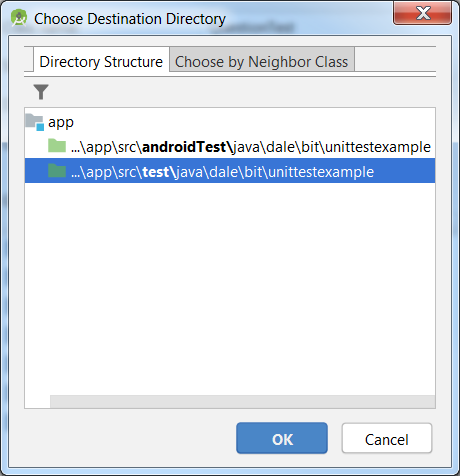 Choose Destination Directory
Directory Structure
Choose by Neighbor Class
app
...\app\src\androidTest\java\dale\bit\unittestexample
...\app\src\test\java\dale\bit\unittestexample
OK
Cancel